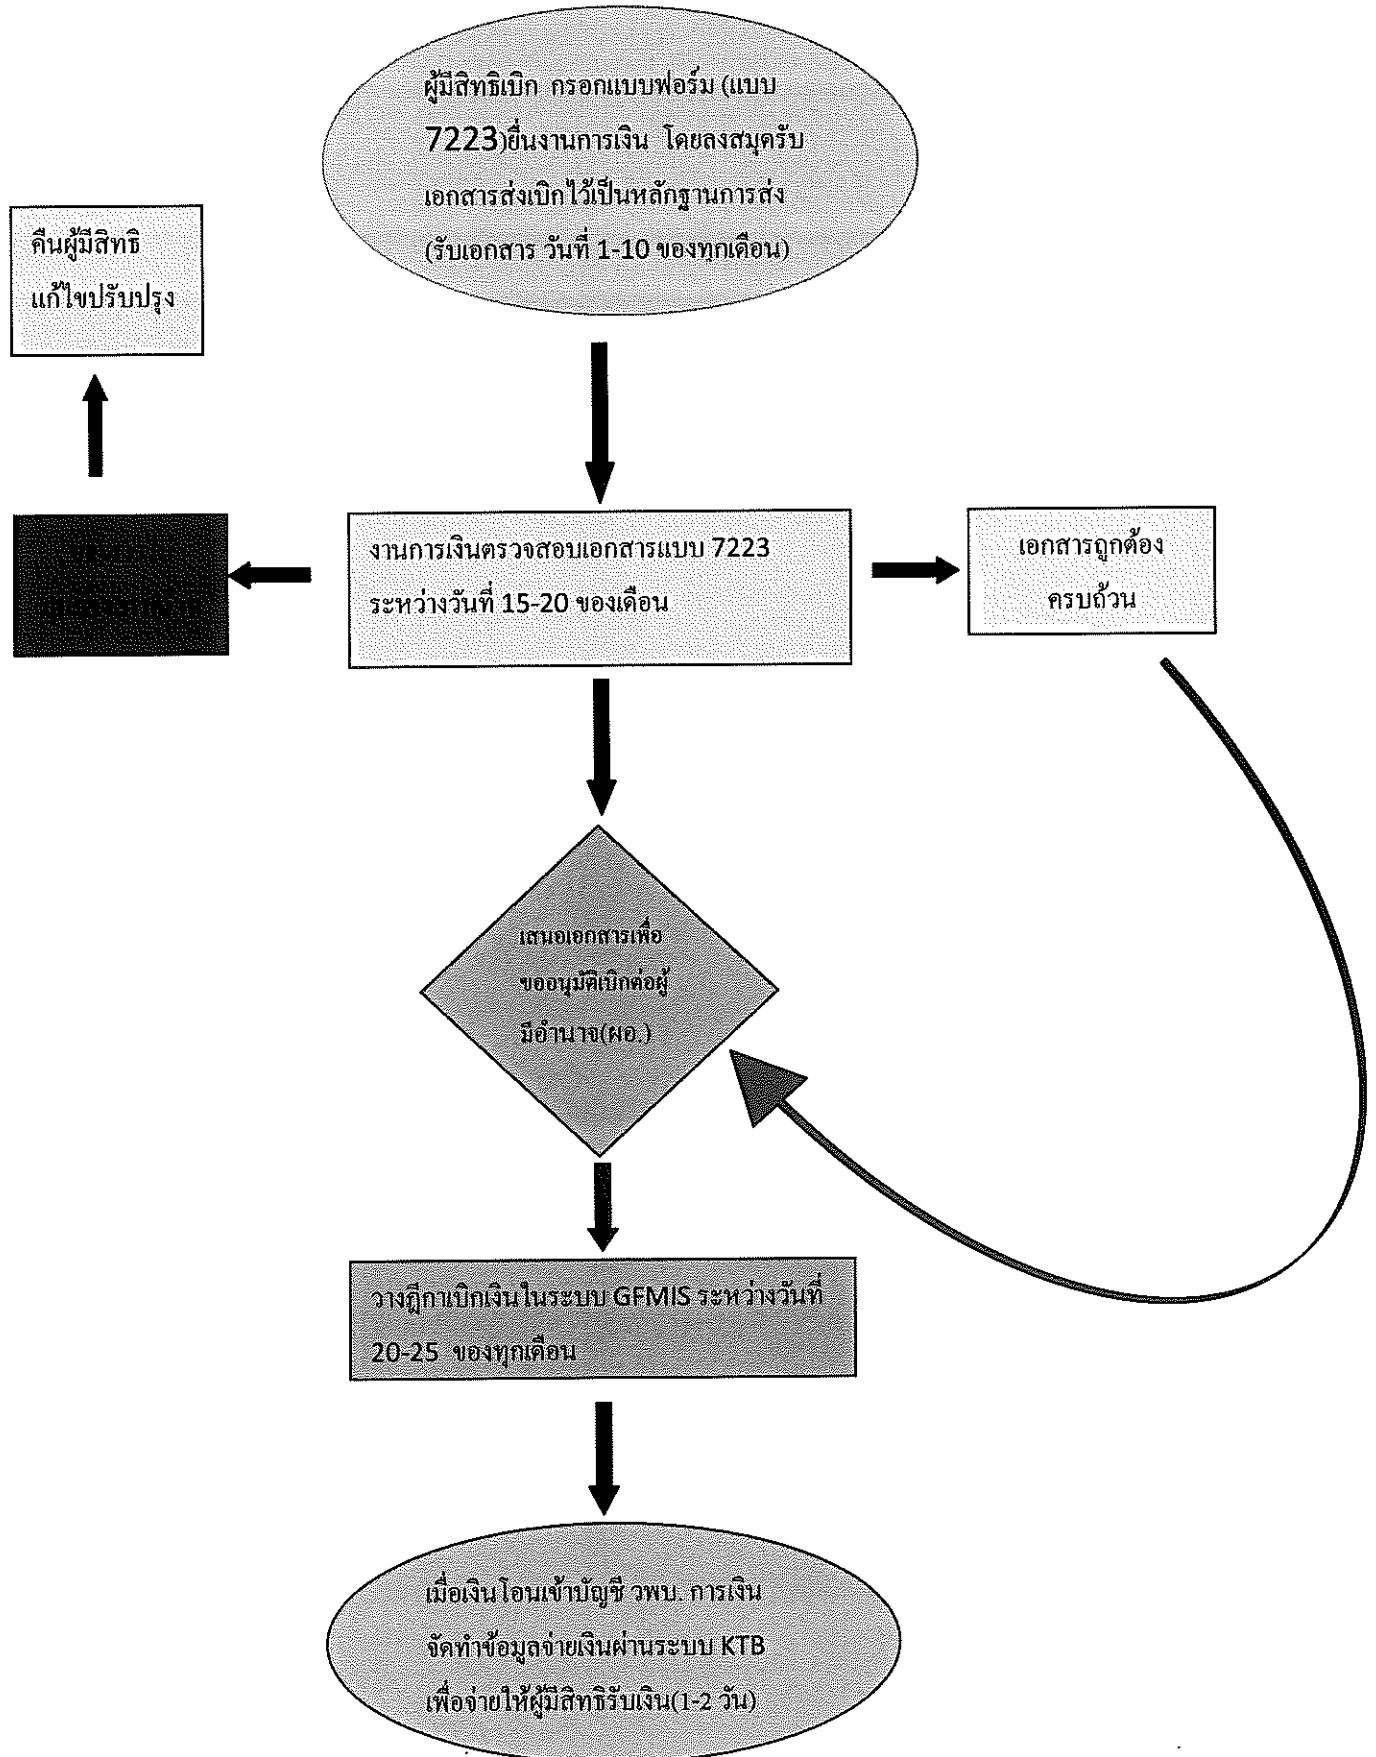 ผู้มีสิทธิเบิก กรอกแบบฟอร์ม (แบบ
7223)ยื่นงานการเงิน โดยลงสมุดรับ
เอกสารส่งเบิกไว้เป็นหลักฐานการส่ง
(รับเอกสาร วันที่ 1-10 ของทุกเดือน)
คืนผู้มีสิทธิ
แก้ไขปรับปรุง
งานการเงินตรวจสอบเอกสารแบบ 7223
ระหว่างวันที่ 15-20 ของเดือน
เอกสารถูกต้อง
ครบถ้วน
เสนอเอกสารเพื่อ
ขออนุมัติเบิกต่อผู้
มีอำนาจ(ผอ.)
วางฎีกาเบิกเงินในระบบ GFMIS ระหว่างวันที่
20-25 ของทุกเดือน
เมื่อเงินโอนเข้าบัญชี วพบ. การเงิน
จัดทำข้อมูลจ่ายเงินผ่านระบบ KTB
เพื่อจ่ายให้ผู้มีสิทธิรับเงิน(1-2 วัน)